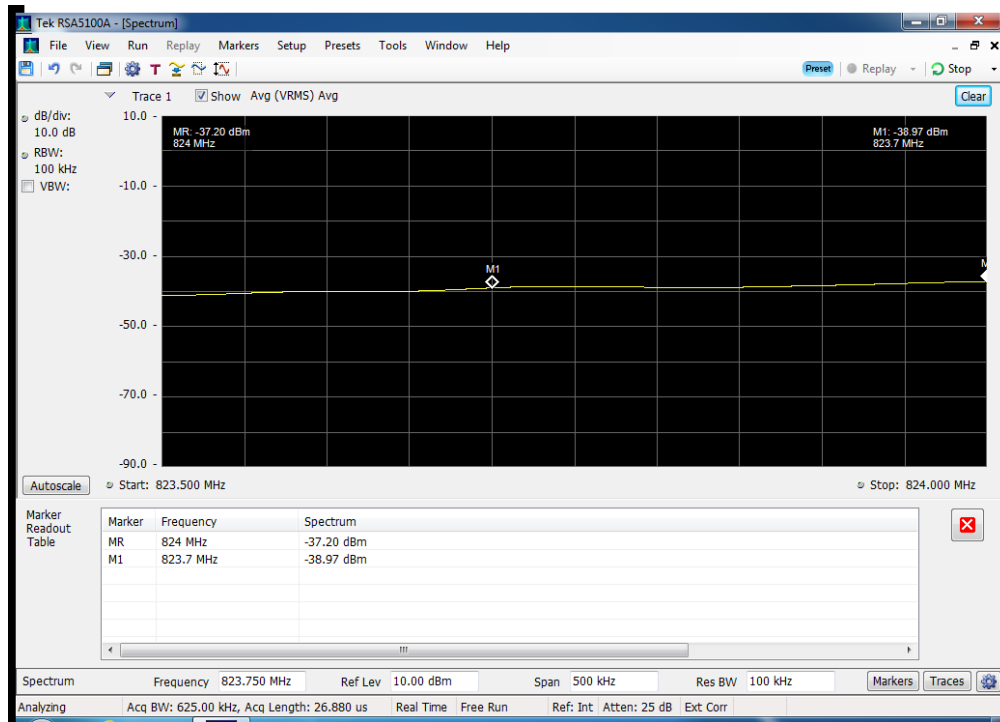 Tek RSA5100A - [Spectrum]
File View Run Replay Markers Setup Presets Tools Window Help
Preset Replay Stop
Trace 1 Show Avg (VRMS) Avg Clear
dB/div:
10.0 dB
RBW:
100 kHz
VBW:
10.0
MR: -37.20 dBm
824 MHz
M1: -38.97 dBm
823.7 MHz
-10.0
-30.0
M1
M
-50.0
-70.0
-90.0
Autoscale Start: 823.500 MHz Stop: 824.000 MHz
Marker
Readout
Table
Marker Frequency Spectrum
MR 824 MHz -37.20 dBm
M1 823.7 MHz -38.97 dBm
Spectrum Frequency 823.750 MHz Ref Lev 10.00 dBm Span 500 kHz Res BW 100 kHz Markers Traces
Analyzing Acq BW: 625.00 kHz, Acq Length: 26.880 us Real Time Free Run Ref: Int Atten: 25 dB Ext Corr